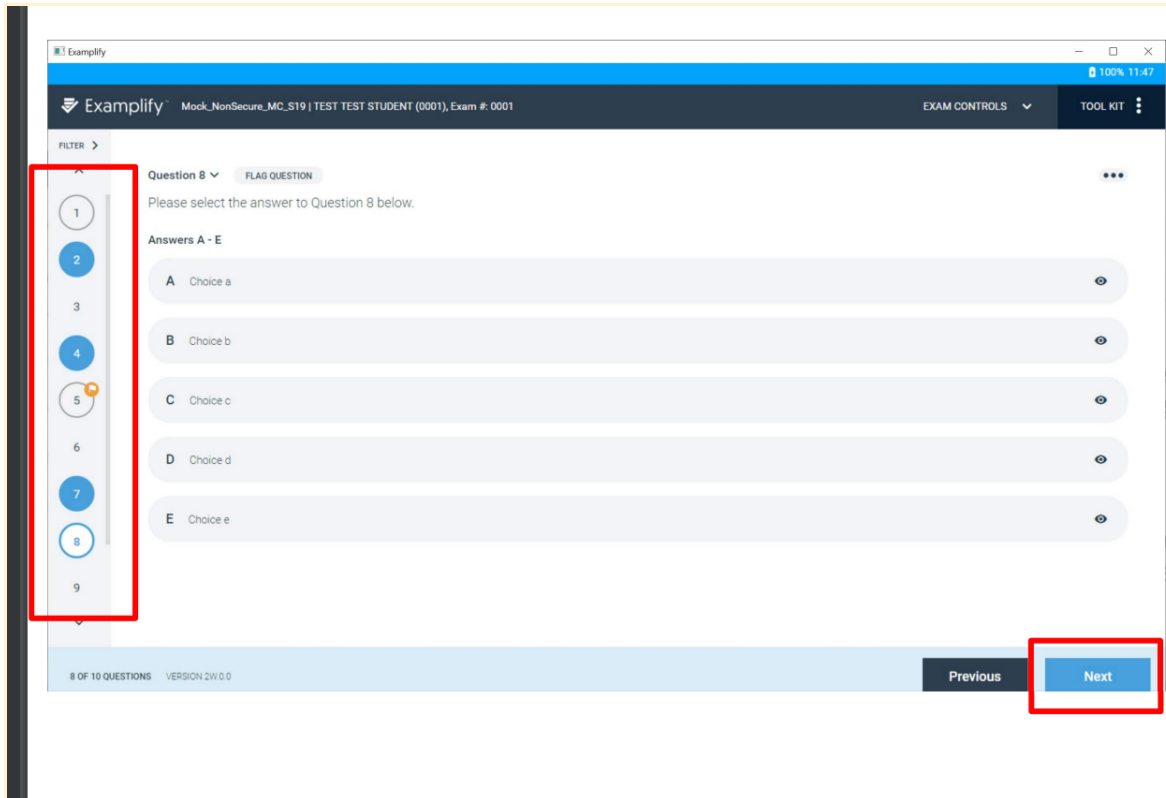 Examplify
100% 11:47
Examplify Mock_NonSecure_MC_S19 | TEST TEST STUDENT (0001), Exam #: 0001 EXAM CONTROLS TOOL KIT
FILTER
Question 8 FLAG QUESTION
Please select the answer to Question 8 below.
Answers A - E
A Choice a
B Choice b
C Choice c
D Choice d
E Choice e
1
2
3
4
5
6
7
8
9
8 OF 10 QUESTIONS VERSION 2W.0.0
Previous Next